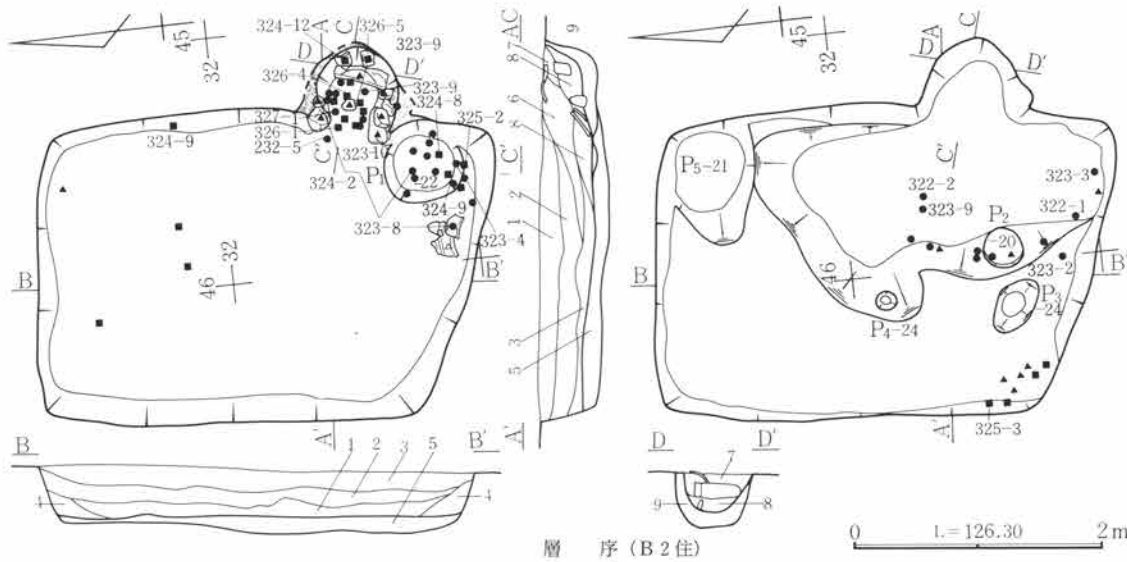 324-12
A
C
326-5
323-9
D
D'
326-4
323-9
324-8
325-2
45
32
327-1
326-1
232-5
C'
323-10
P1
-22
324-9
324-2
324-9
323-8
323-4
46
32
B
B'
A'
AC
9
8
7
6
8
C'
2
1
3
5
A'
45
32
A
C
D
D'
C'
P5-21
322-2
323-9
323-3
322-1
P2
-20
B
B'
323-2
46
P3
-24
P4-24
A'
325-3
B
B'
1
2
3
5
4
4
D
D'
7
9
8
層 序 (B2住)
0 L=126.30 2m